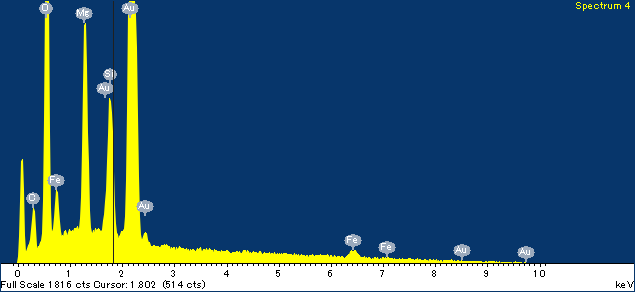 Spectrum 4
O Mg Au
Si
Au
Fe
O Au
Fe Fe Au Au
0 1 2 3 4 5 6 7 8 9 10
Full Scale 1816 cts Cursor: 1.802 (514 cts) keV